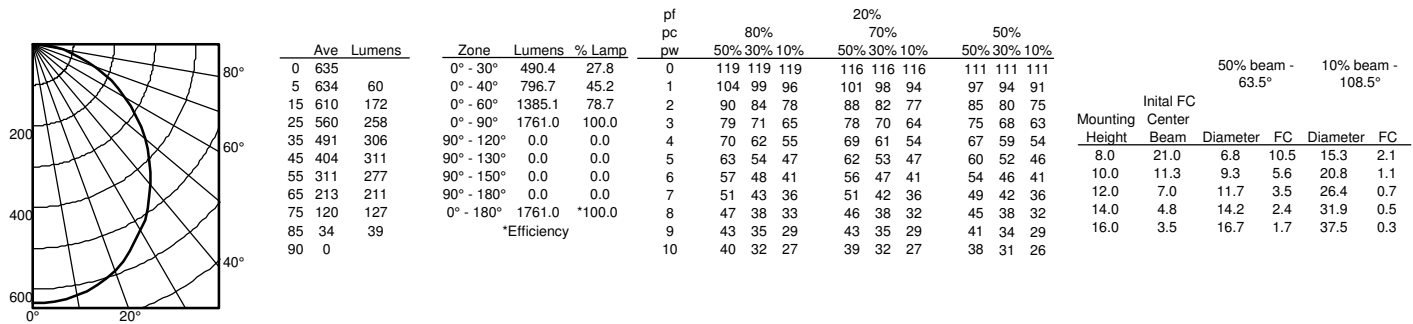 80°
60°
40°
20°
0°
200
400
600
Ave Lumens
0 635
5 634 60
15 610 172
25 560 258
35 491 306
45 404 311
55 311 277
65 213 211
75 120 127
85 34 39
90 0
Zone Lumens % Lamp
0° - 30° 490.4 27.8
0° - 40° 796.7 45.2
0° - 60° 1385.1 78.7
0° - 90° 1761.0 100.0
90° - 120° 0.0 0.0
90° - 130° 0.0 0.0
90° - 150° 0.0 0.0
90° - 180° 0.0 0.0
0° - 180° 1761.0 *100.0
*Efficiency
pf 20%
pc 80% 70% 50%
pw 50% 30% 10% 50% 30% 10% 50% 30% 10%
0 119 119 119 116 116 116 111 111 111
1 104 99 96 101 98 94 97 94 91
2 90 84 78 88 82 77 85 80 75
3 79 71 65 78 70 64 75 68 63
4 70 62 55 69 61 54 67 59 54
5 63 54 47 62 53 47 60 52 46
6 57 48 41 56 47 41 54 46 41
7 51 43 36 51 42 36 49 42 36
8 47 38 33 46 38 32 45 38 32
9 43 35 29 43 35 29 41 34 29
10 40 32 27 39 32 27 38 31 26
50% beam - 10% beam -
63.5° 108.5°
Inital FC
Mounting Center
Height Beam Diameter FC Diameter FC
8.0 21.0 6.8 10.5 15.3 2.1
10.0 11.3 9.3 5.6 20.8 1.1
12.0 7.0 11.7 3.5 26.4 0.7
14.0 4.8 14.2 2.4 31.9 0.5
16.0 3.5 16.7 1.7 37.5 0.3